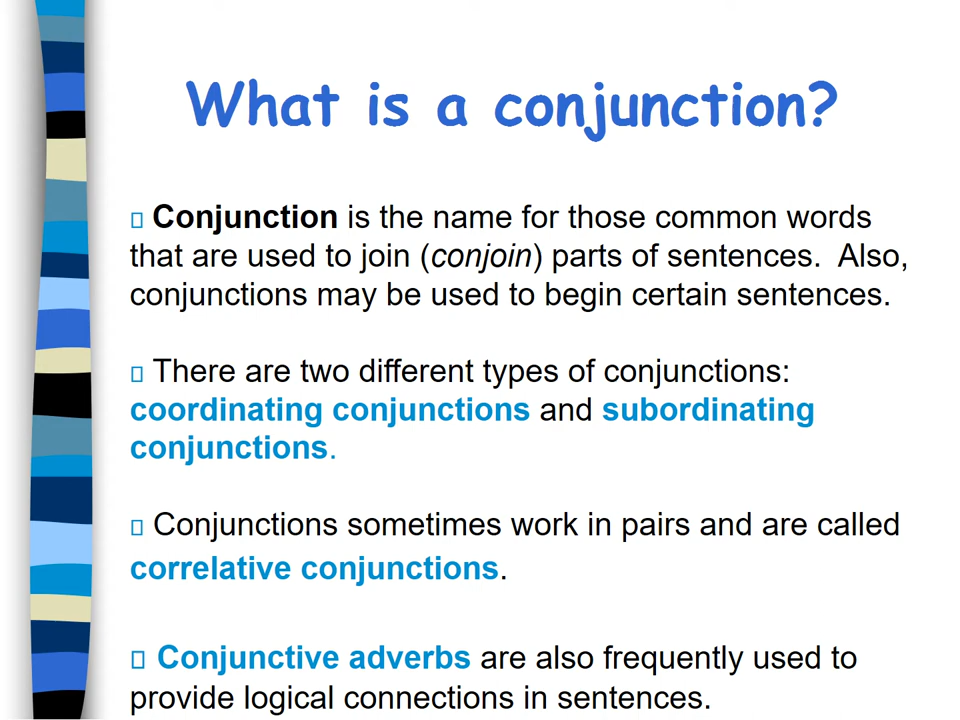 What is a conjunction?
Conjunction is the name for those common words
that are used to join (conjoin) parts of sentences.  Also,
conjunctions may be used to begin certain sentences.
There are two different types of conjunctions:
coordinating conjunctions and subordinating
conjunctions.
Conjunctions sometimes work in pairs and are called
correlative conjunctions.
Conjunctive adverbs are also frequently used to
provide logical connections in sentences.